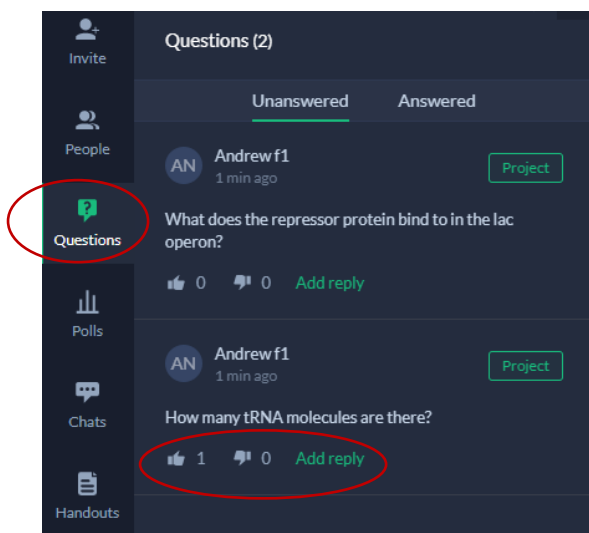 Invite
People
Questions
Polls
Chats
Handouts
Questions (2)
Unanswered Answered
AN Andrew f1
1 min ago
Project
What does the repressor protein bind to in the lac
operon?
0 0 Add reply
AN Andrew f1
1 min ago
Project
How many tRNA molecules are there?
1 0 Add reply